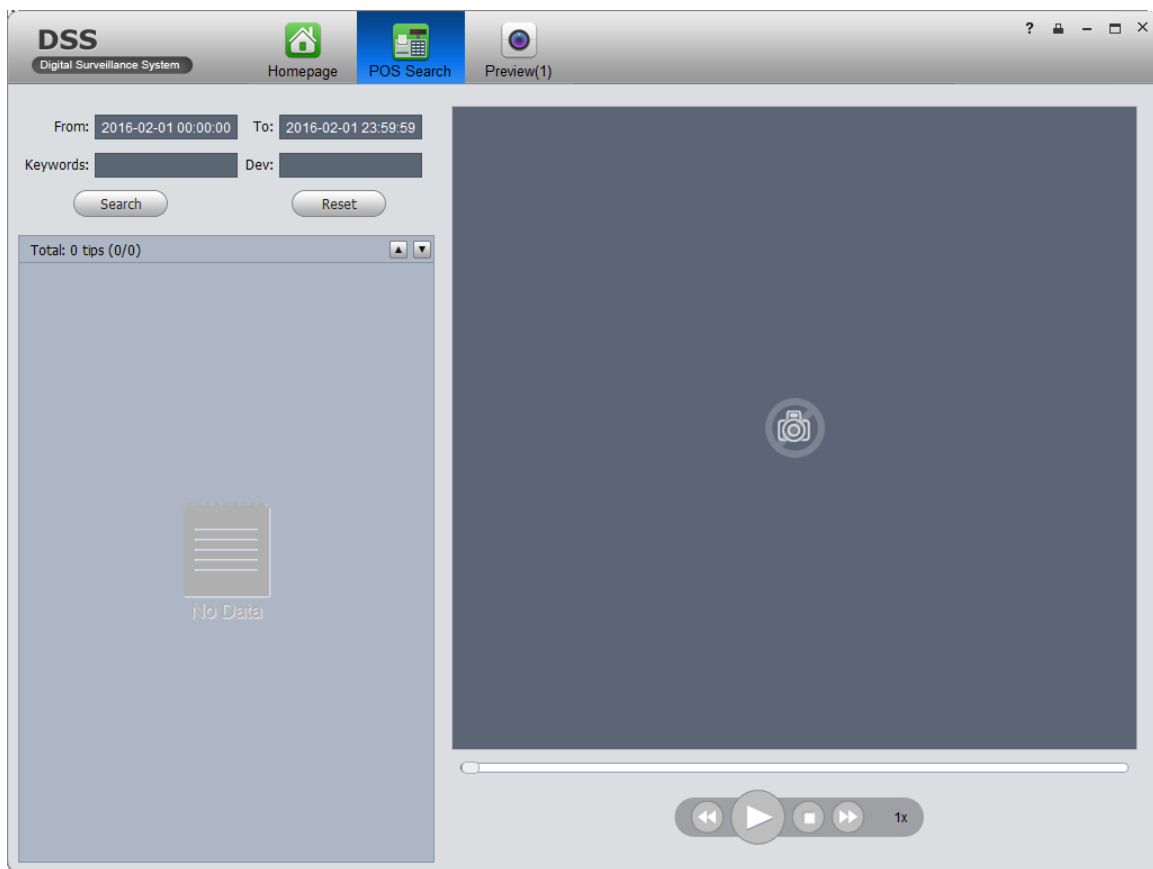 DSS
Digital Surveillance System
Homepage
POS Search
Preview(1)
?
From: 2016-02-01 00:00:00 To: 2016-02-01 23:59:59
Keywords: Dev:
Search Reset
Total: 0 tips (0/0)
No Data
1x